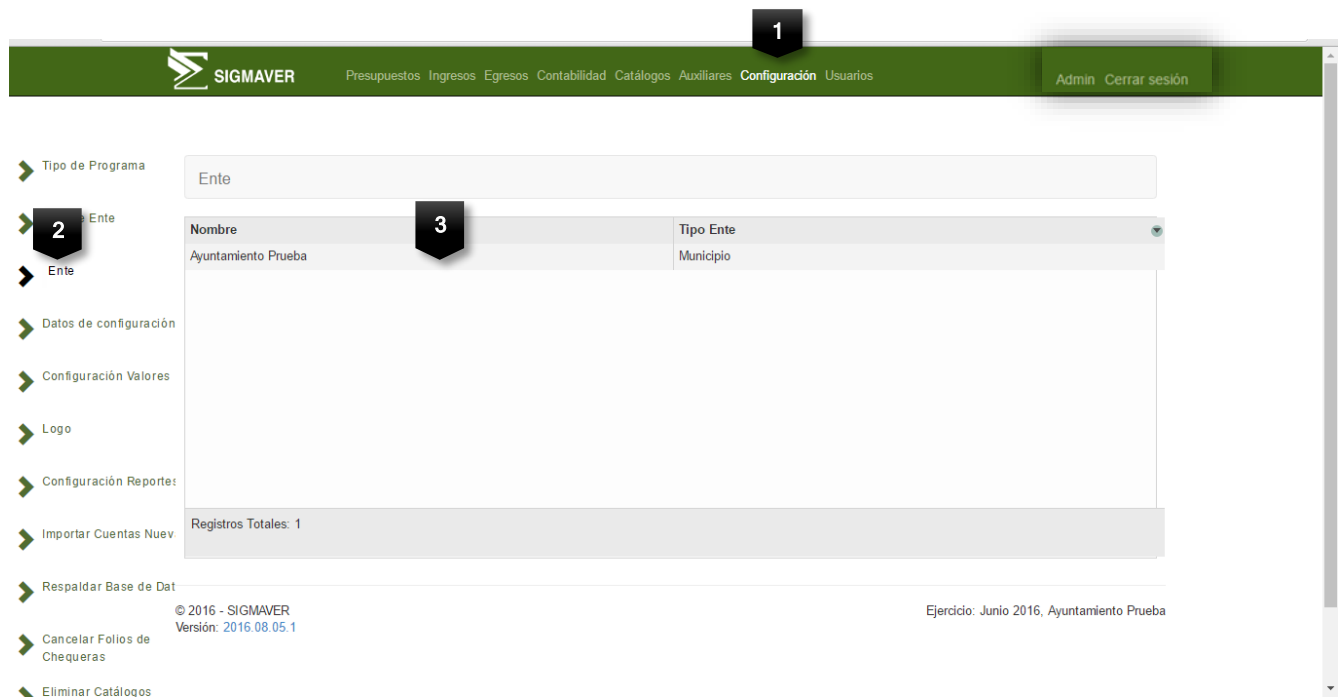 1
SIGMAVER
Presupuestos Ingresos Egresos Contabilidad Catálogos Auxiliares Configuración Usuarios
Admin Cerrar sesión
Tipo de Programa
Ente
2
Ente
Datos de configuración
Configuración Valores
Logo
Configuración Reportes
Importar Cuentas Nuev
Respaldar Base de Dat
Cancelar Folios de
Chequeras
Eliminar Catálogos
Ente
3
Nombre Tipo Ente
Ayuntamiento Prueba Municipio
Registros Totales: 1
© 2016 - SIGMAVER
Versión: 2016.08.05.1
Ejercicio: Junio 2016, Ayuntamiento Prueba